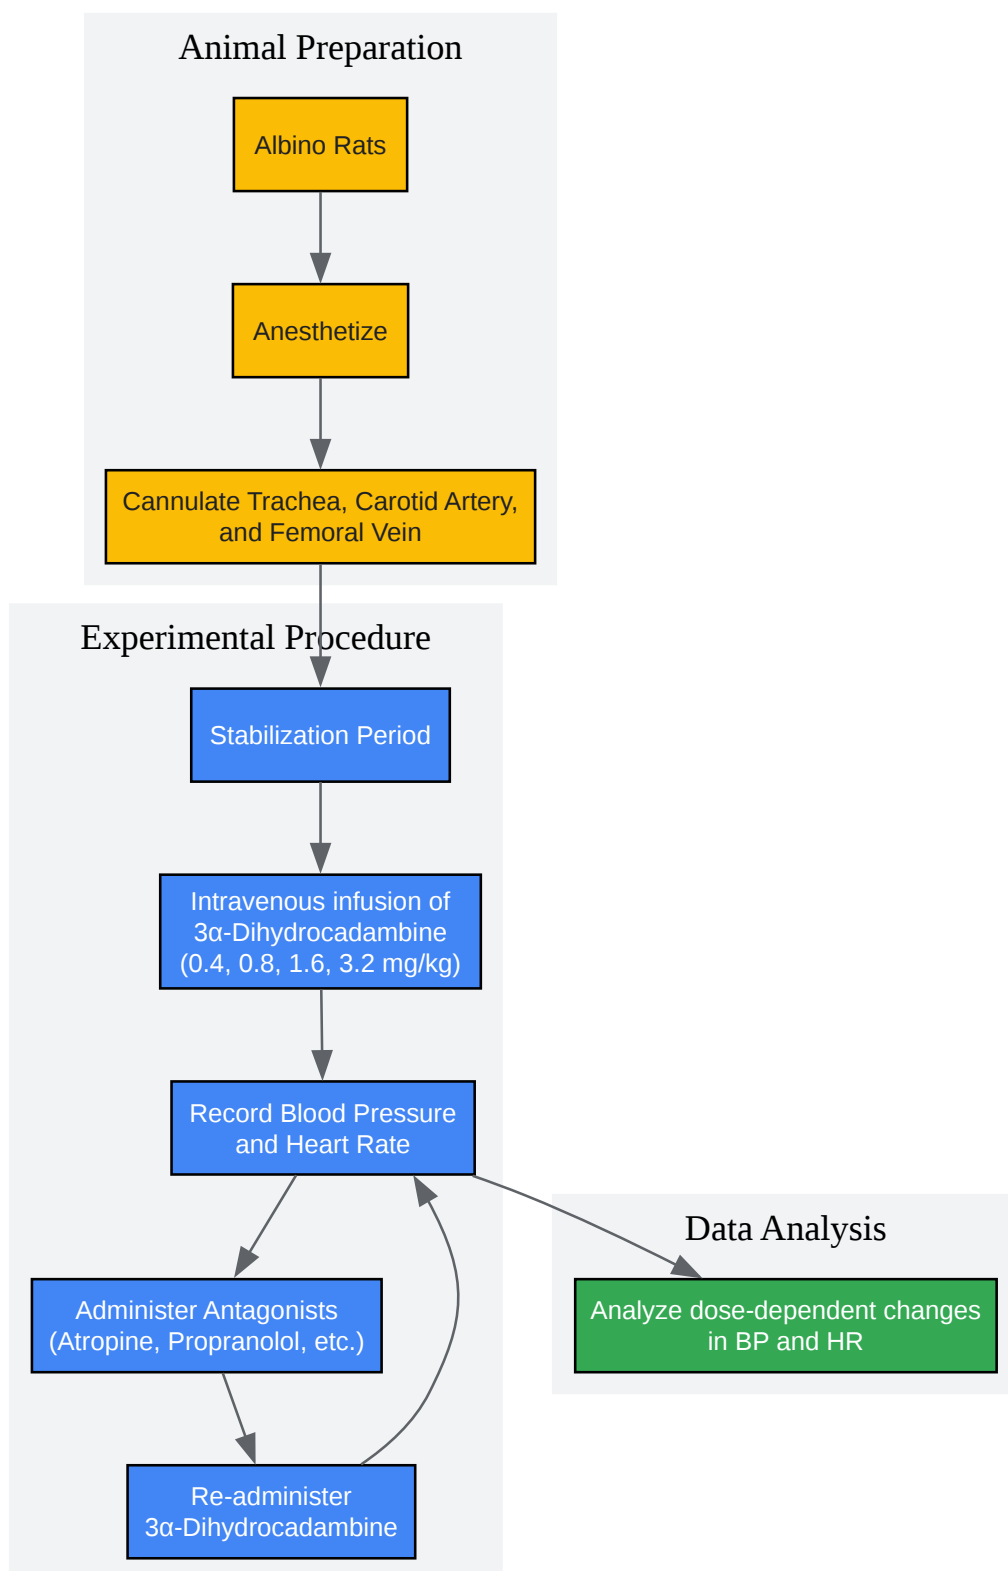 Animal Preparation
Albino Rats
Anesthetize
Cannulate Trachea, Carotid Artery,
and Femoral Vein
Experimental Procedure
Stabilization Period
Intravenous infusion of
3α-Dihydrocadambine
(0.4, 0.8, 1.6, 3.2 mg/kg)
Record Blood Pressure
and Heart Rate
Administer Antagonists
(Atropine, Propranolol, etc.)
Re-administer
3α-Dihydrocadambine
Data Analysis
Analyze dose-dependent changes
in BP and HR